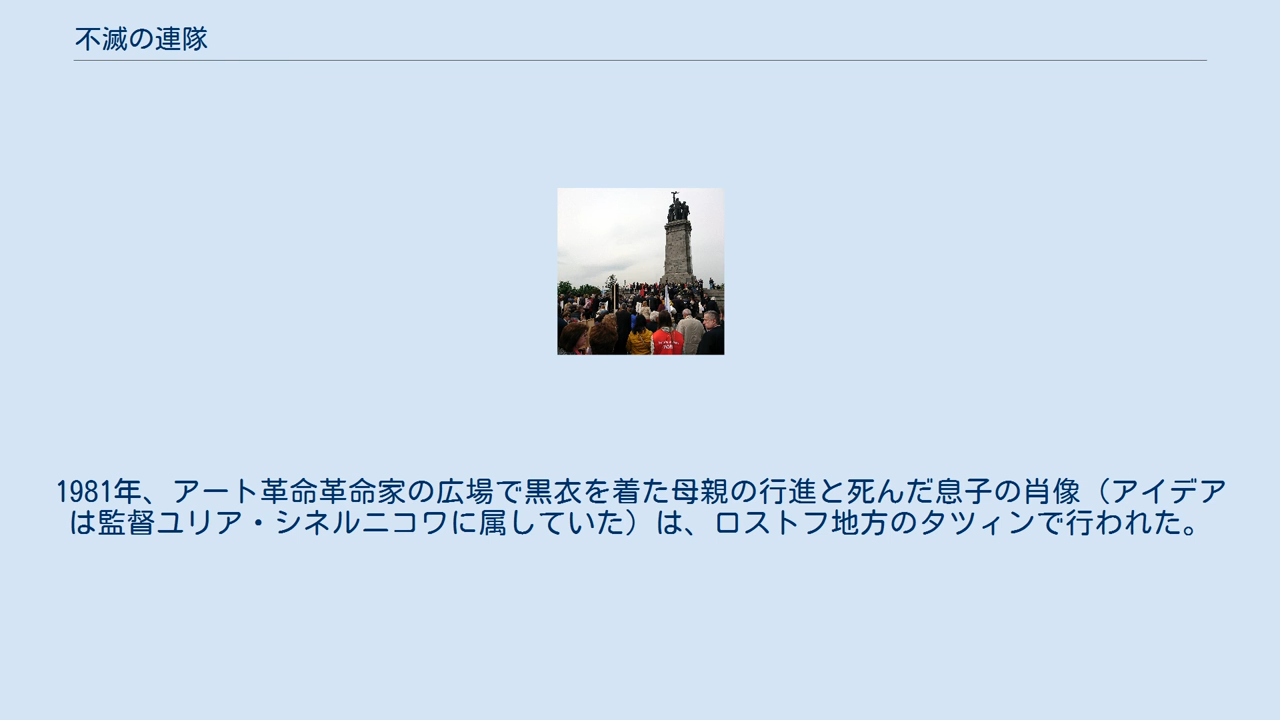 不滅の連隊
1981年、アート革命革命家の広場で黒衣を着た母親の行進と死んだ息子の肖像（アイデア
は監督ユリア・シネルニコワに属していた）は、ロストフ地方のタツィンで行われた。